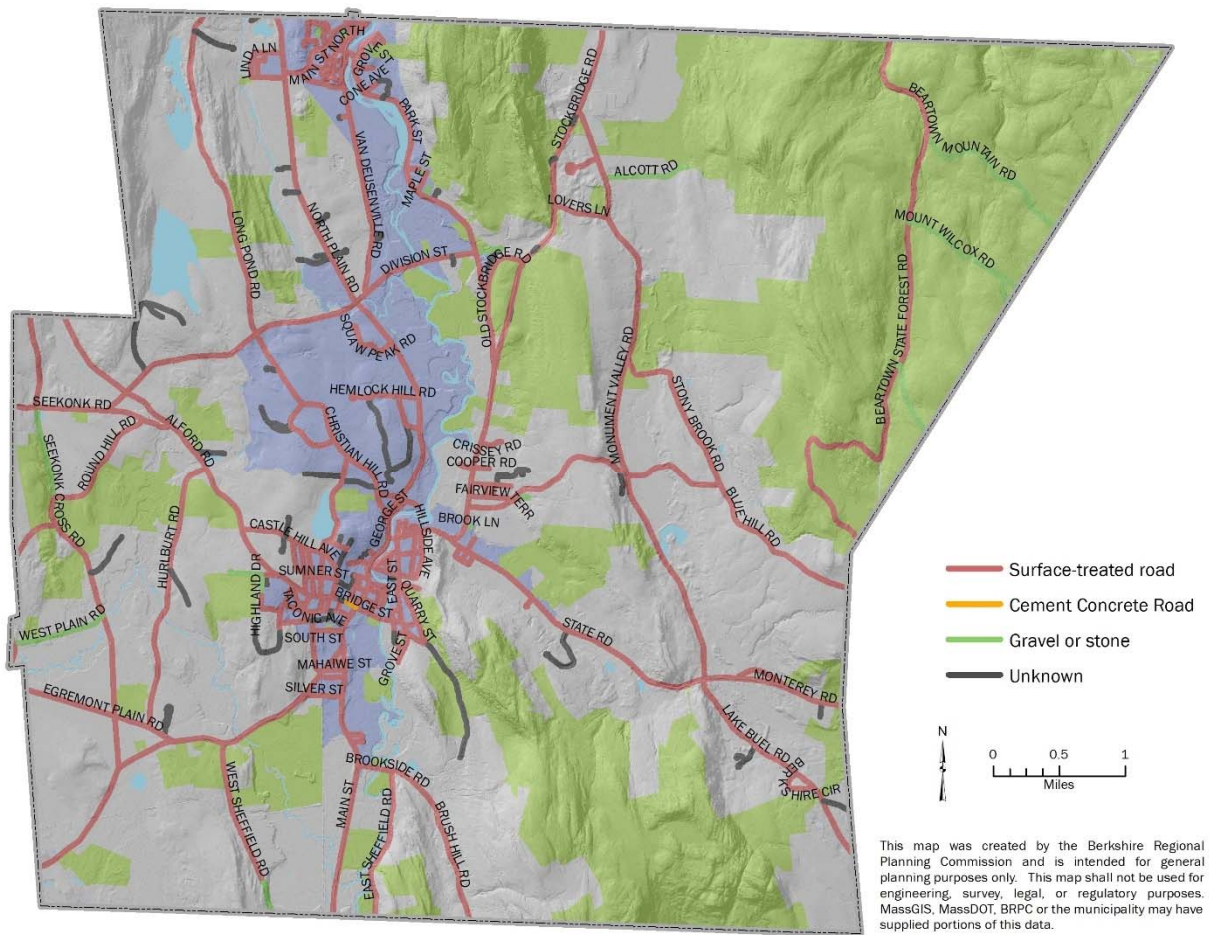 LINDA LN
MAIN ST
NORTH
GROVE ST
CONE AVE
PARK ST
VAN DEUSENVILLE RD
MAPLE ST
STOCKBRIDGE RD
ALCOTT RD
LOVERS LN
BEARTOWN MOUNTAIN RD
MOUNT WILCOX RD
BEARTOWN STATE FOREST RD
LONG POND RD
NORTH PLAIN RD
DIVISION ST
OLD STOCKBRIDGE RD
SQUAW PEAK RD
HEMLOCK HILL RD
MONUMENT VALLEY RD
STONY BROOK RD
BLUE HILL RD
SEEKONK RD
ROUND HILL RD
ALFORD RD
SEEKONK CROSS RD
CHRISTIAN HILL RD
CRISSEY RD
COOPER RD
FAIRVIEW TERR
BROOK LN
HURLBURT RD
GEORGE ST
HILLSIDE AVE
CASTLE HILL AVE
SUMNER ST
HIGHLAND DR
EAST ST
BRIDGE ST
TACONIC AVE
QUARRY ST
SOUTH ST
GROVE ST
MAHAIWE ST
SILVER ST
STATE RD
WEST PLAIN RD
EGREMONT PLAIN RD
MONTEREY RD
LAKE BUEL RD
BERKSHIRE CIR
BROOKSIDE RD
WEST SHEFFIELD RD
MAIN ST
EAST SHEFFIELD RD
BRUSH HILL RD
Surface-treated road
Cement Concrete Road
Gravel or stone
Unknown
N
0 0.5 1
Miles
This map was created by the Berkshire Regional
Planning Commission and is intended for general
planning purposes only. This map shall not be used for
engineering, survey, legal, or regulatory purposes.
MassGIS, MassDOT, BRPC or the municipality may have
supplied portions of this data.